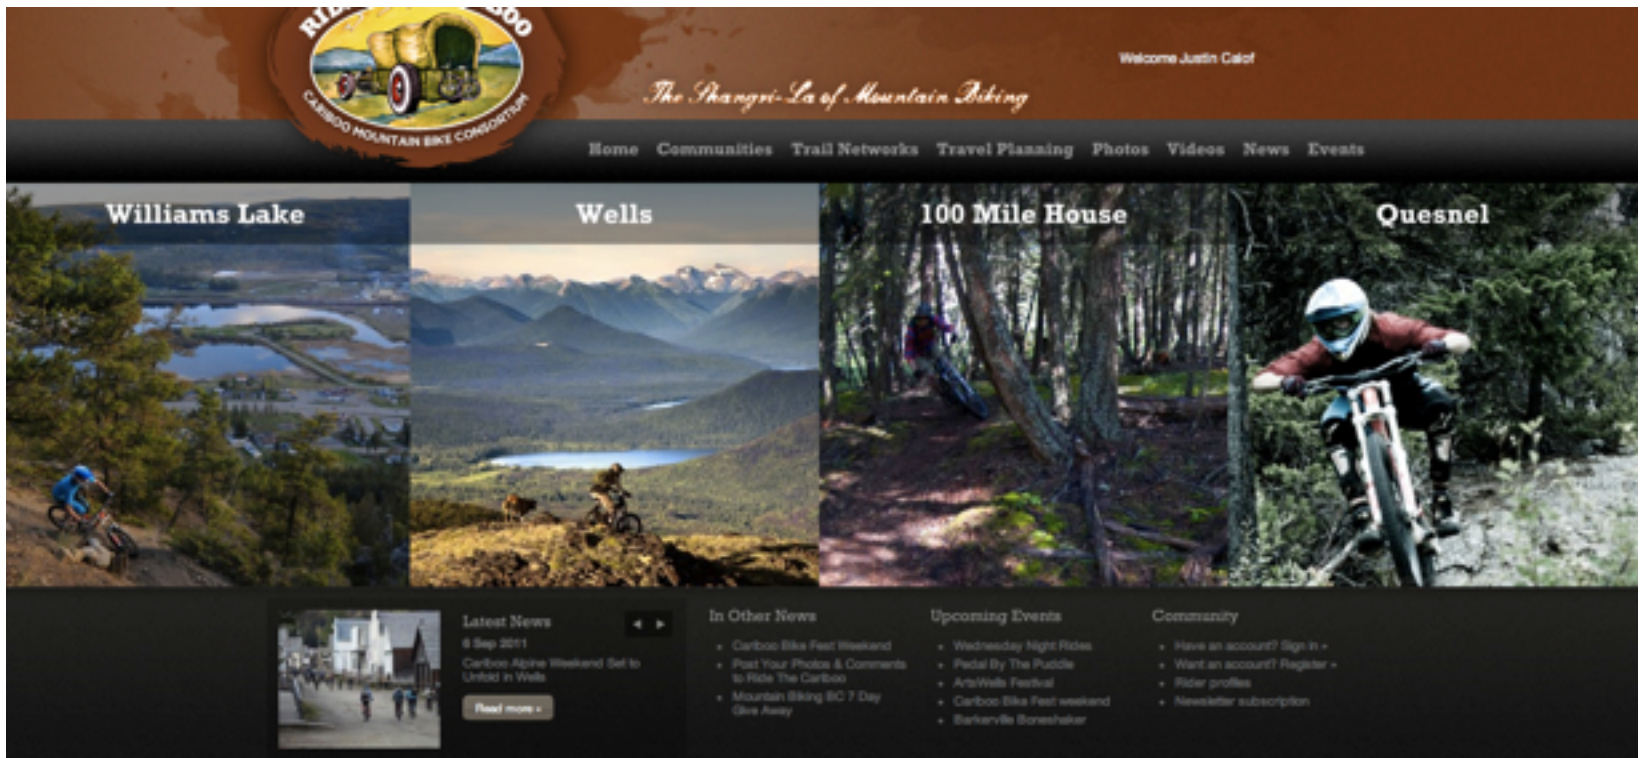 CARIBOO MOUNTAIN BIKE CONSORTIUM
Welcome Justin Calof
The Shangri-La of Mountain Biking
Home Communities Trail Networks Travel Planning Photos Videos News Events
Williams Lake
Wells
100 Mile House
Quesnel
Latest News
6 Sep 2011
Cariboo Alpine Weekend Set to
Unfold in Wells
Read more »
In Other News
Cariboo Bike Fest Weekend
Post Your Photos & Comments
to Ride The Cariboo
Mountain Biking BC 7 Day
Give Away
Upcoming Events
Wednesday Night Rides
Pedal By The Puddle
ArtsWells Festival
Cariboo Bike Fest weekend
Barkerville Boneshaker
Community
Have an account? Sign in »
Want an account? Register »
Rider profiles
Newsletter subscription